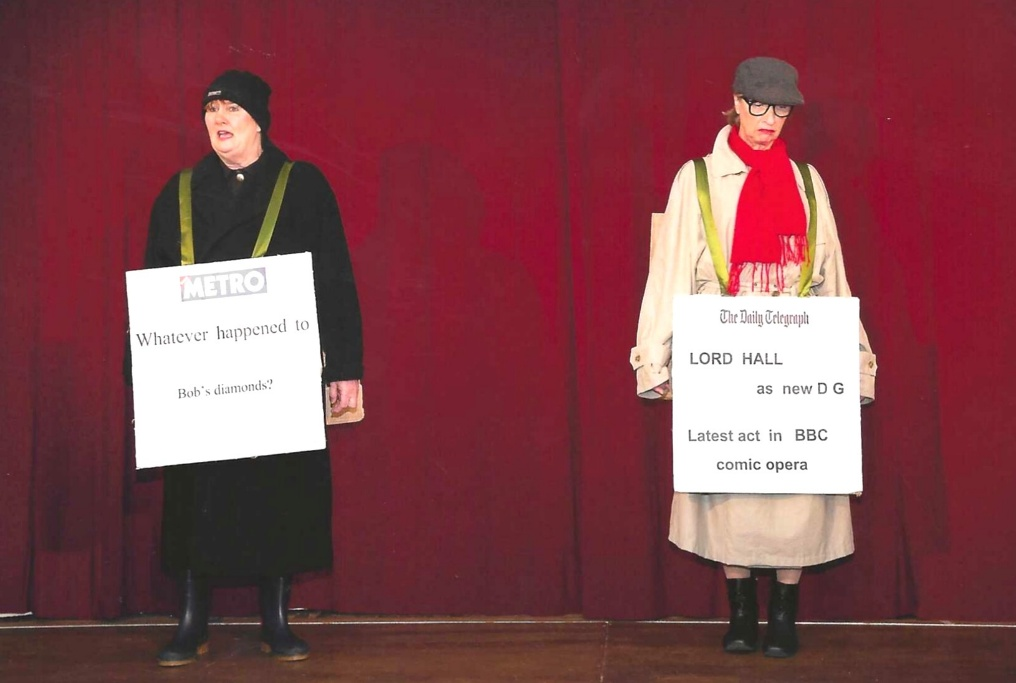 METRO
Whatever happened to
Bob's diamonds?
The Daily Telegraph
LORD HALL
as new D G
Latest act in BBC
comic opera